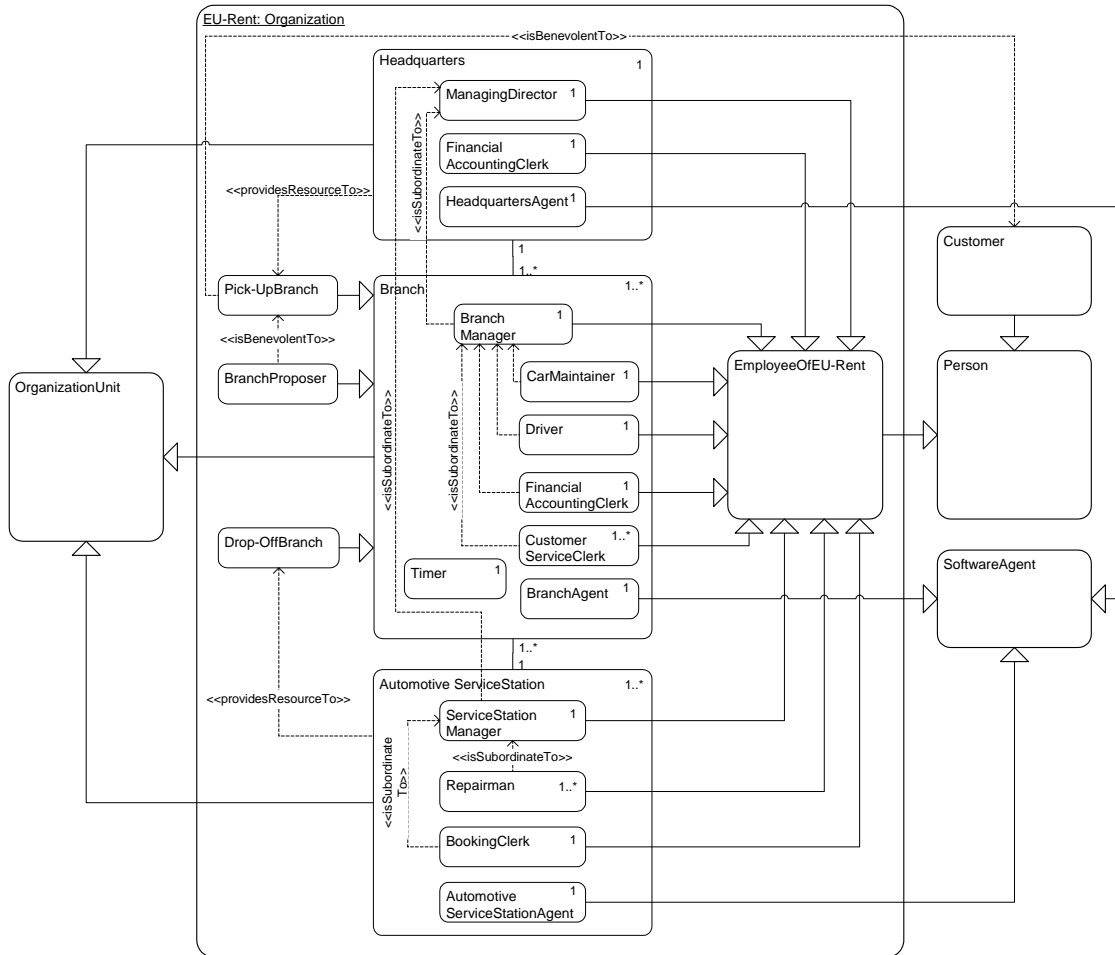 EU-Rent: Organization
<<isBenevolentTo>>
Headquarters
1
ManagingDirector
1
<<isSubordinateTo>>
Financial
AccountingClerk
1
<<providesResourceTo>>
HeadquartersAgent
1
Customer
1
1..*
Pick-UpBranch
Branch
1..*
Branch
Manager
1
<<isBenevolentTo>>
EmployeeOfEU-Rent
Person
OrganizationUnit
BranchProposer
CarMaintainer
1
<<isSubordinateTo>>
<<isSubordinateTo>>
Driver
1
Financial
AccountingClerk
1
Drop-OffBranch
Customer
ServiceClerk
1..*
Timer
1
BranchAgent
1
SoftwareAgent
1..*
1
Automotive ServiceStation
1..*
<<providesResourceTo>>
ServiceStation
Manager
1
<<isSubordinate
To>>
<<isSubordinateTo>>
Repairman
1..*
BookingClerk
1
Automotive
ServiceStationAgent
1